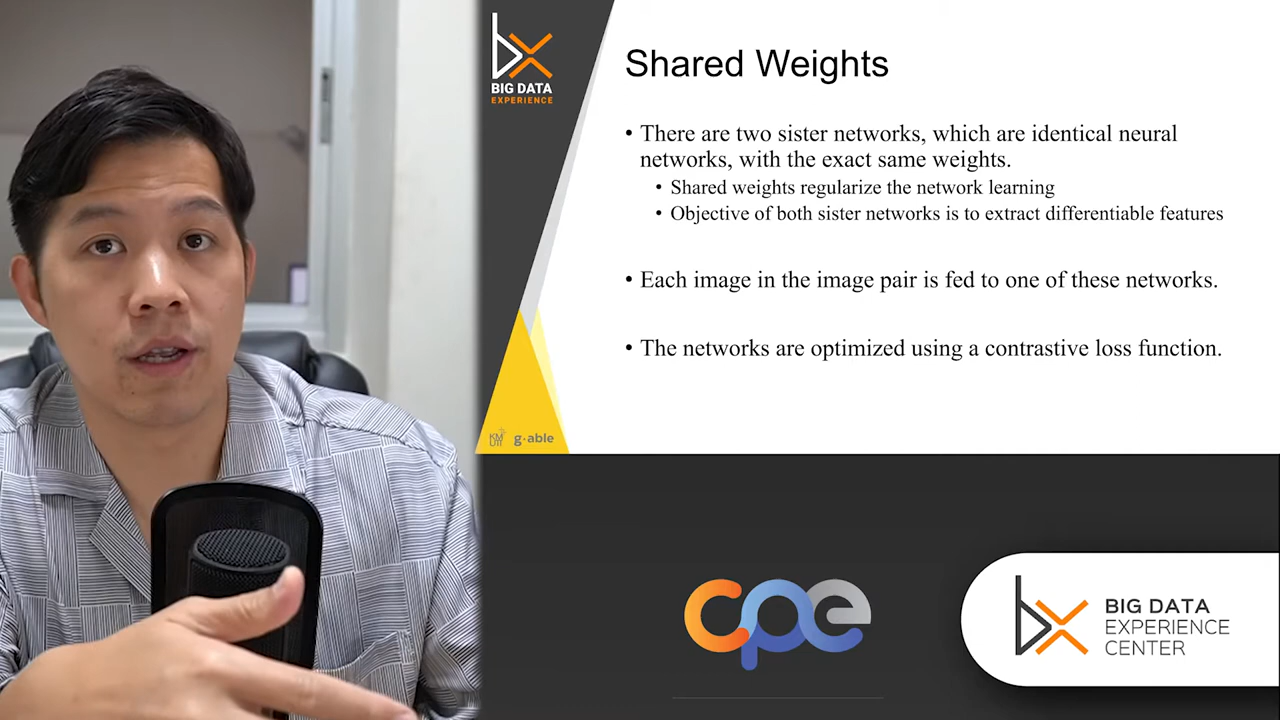 bx
BIG DATA
EXPERIENCE
Shared Weights
• There are two sister networks, which are identical neural
networks, with the exact same weights.
• Shared weights regularize the network learning
• Objective of both sister networks is to extract differentiable features
• Each image in the image pair is fed to one of these networks.
• The networks are optimized using a contrastive loss function.
KMUTT
g·able
cpe
bx
BIG DATA
EXPERIENCE
CENTER